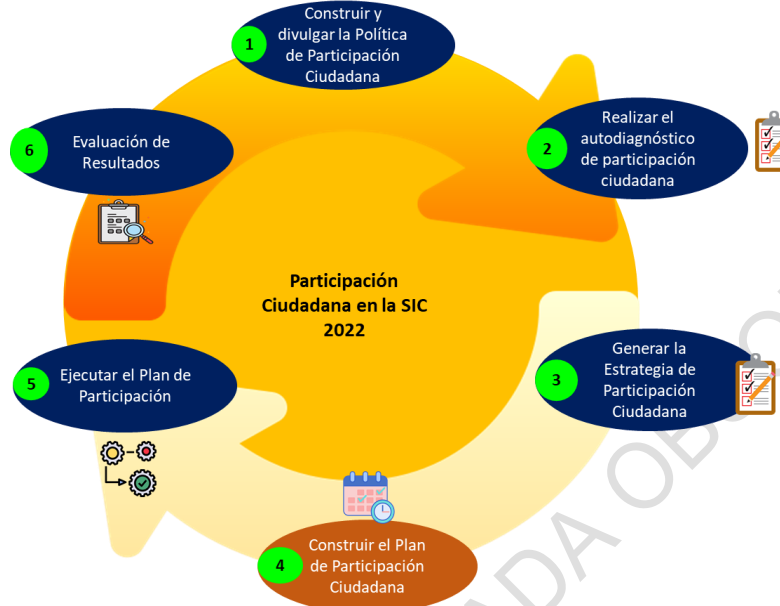 1
Construir y
divulgar la Política
de Participación
Ciudadana
2
Realizar el
autodiagnóstico
de participación
ciudadana
3
Generar la
Estrategia de
Participación
Ciudadana
4
Construir el Plan
de Participación
Ciudadana
5
Ejecutar el Plan de
Participación
6
Evaluación de
Resultados
Participación
Ciudadana en la SIC
2022